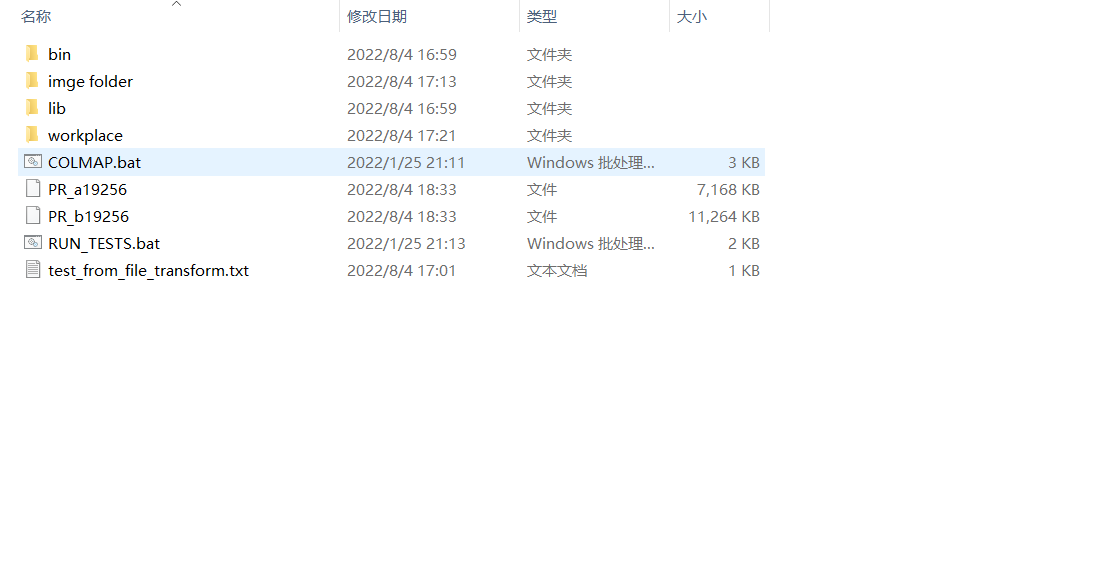 名称 修改日期 类型 大小
bin 2022/8/4 16:59 文件夹
imge folder 2022/8/4 17:13 文件夹
lib 2022/8/4 16:59 文件夹
workplace 2022/8/4 17:21 文件夹
COLMAP.bat 2022/1/25 21:11 Windows 批处理... 3 KB
PR_a19256 2022/8/4 18:33 文件 7,168 KB
PR_b19256 2022/8/4 18:33 文件 11,264 KB
RUN_TESTS.bat 2022/1/25 21:13 Windows 批处理... 2 KB
test_from_file_transform.txt 2022/8/4 17:01 文本文档 1 KB